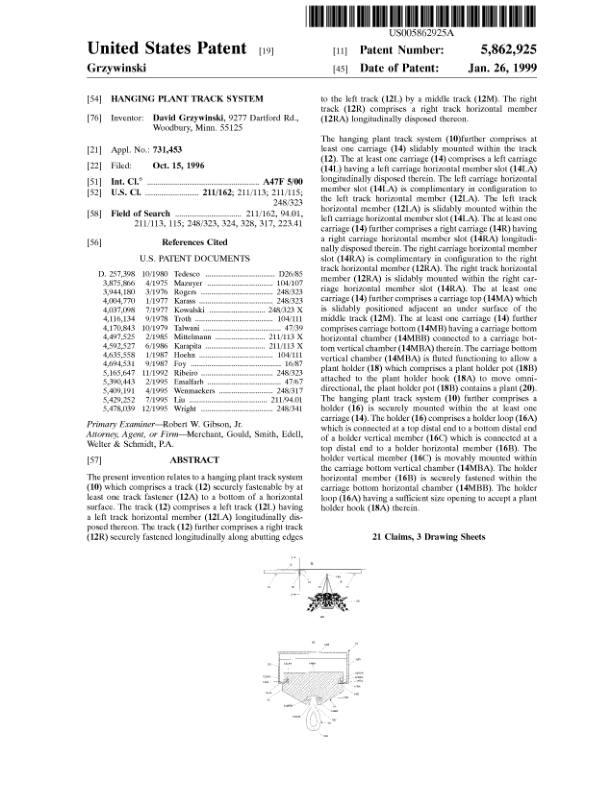 US005862925A
United States Patent [19]
[11] Patent Number: 5,862,925
Grzywinski
[45] Date of Patent: Jan. 26, 1999
[54] HANGING PLANT TRACK SYSTEM
[76] Inventor: David Grzywinski, 9277 Dartford Rd.,
Woodbury, Minn. 55125
[21] Appl. No.: 731,453
[22] Filed: Oct. 15, 1996
[51] Int. Cl.⁶ ........ A47F 5/00
[52] U.S. Cl. ........ 211/162; 211/113; 211/115;
248/323
[58] Field of Search ........ 211/162, 94.01,
211/113, 115; 248/323, 324, 328, 317, 223.41
[56] References Cited
U.S. PATENT DOCUMENTS
D. 257,398 10/1980 Tedesco ........ D26/85
3,875,866 4/1975 Mazuyer ........ 104/107
3,944,180 3/1976 Rogers ........ 248/323
4,004,770 1/1977 Karass ........ 248/323
4,037,098 7/1977 Kowalski ........ 248/323 X
4,116,134 9/1978 Troth ........ 104/111
4,170,843 10/1979 Talwani ........ 47/39
4,497,525 2/1985 Mittelmann ........ 211/113 X
4,592,527 6/1986 Karapita ........ 211/113 X
4,635,558 1/1987 Hoehn ........ 104/111
4,694,531 9/1987 Foy ........ 16/87
5,165,647 11/1992 Ribeiro ........ 248/323
5,390,443 2/1995 Emalfarb ........ 47/67
5,409,191 4/1995 Wenmaekers ........ 248/317
5,429,252 7/1995 Liu ........ 211/94.01
5,478,039 12/1995 Wright ........ 248/341
Primary Examiner—Robert W. Gibson, Jr.
Attorney, Agent, or Firm—Merchant, Gould, Smith, Edell,
Welter & Schmidt, P.A.
[57] ABSTRACT
The present invention relates to a hanging plant track system
(10) which comprises a track (12) securely fastenable by at
least one track fastener (12A) to a bottom of a horizontal
surface. The track (12) comprises a left track (12L) having
a left track horizontal member (12LA) longitudinally dis-
posed thereon. The track (12) further comprises a right track
(12R) securely fastened longitudinally along abutting edges
to the left track (12L) by a middle track (12M). The right
track (12R) comprises a right track horizontal member
(12RA) longitudinally disposed thereon.
The hanging plant track system (10)further comprises at
least one carriage (14) slidably mounted within the track
(12). The at least one carriage (14) comprises a left carriage
(14L) having a left carriage horizontal member slot (14LA)
longitudinally disposed therein. The left carriage horizontal
member slot (14LA) is complimentary in configuration to
the left track horizontal member (12LA). The left track
horizontal member (12LA) is slidably mounted within the
left carriage horizontal member slot (14LA). The at least one
carriage (14) further comprises a right carriage (14R) having
a right carriage horizontal member slot (14RA) longitudi-
nally disposed therein. The right carriage horizontal member
slot (14RA) is complimentary in configuration to the right
track horizontal member (12RA). The right track horizontal
member (12RA) is slidably mounted within the right car-
riage horizontal member slot (14RA). The at least one
carriage (14) further comprises a carriage top (14MA) which
is slidably positioned adjacent an under surface of the
middle track (12M). The at least one carriage (14) further
comprises carriage bottom (14MB) having a carriage bottom
horizontal chamber (14MBB) connected to a carriage bot-
tom vertical chamber (14MBA) therein. The carriage bottom
vertical chamber (14MBA) is fluted functioning to allow a
plant holder (18) which comprises a plant holder pot (18B)
attached to the plant holder hook (18A) to move omni-
directional, the plant holder pot (18B) contains a plant (20).
The hanging plant track system (10) further comprises a
holder (16) is securely mounted within the at least one
carriage (14). The holder (16) comprises a holder loop (16A)
which is connected at a top distal end to a bottom distal end
of a holder vertical member (16C) which is connected at a
top distal end to a holder horizontal member (16B). The
holder vertical member (16C) is movably mounted within
the carriage bottom vertical chamber (14MBA). The holder
horizontal member (16B) is securely fastened within the
carriage bottom horizontal chamber (14MBB). The holder
loop (16A) having a sufficient size opening to accept a plant
holder hook (18A) therein.
21 Claims, 3 Drawing Sheets